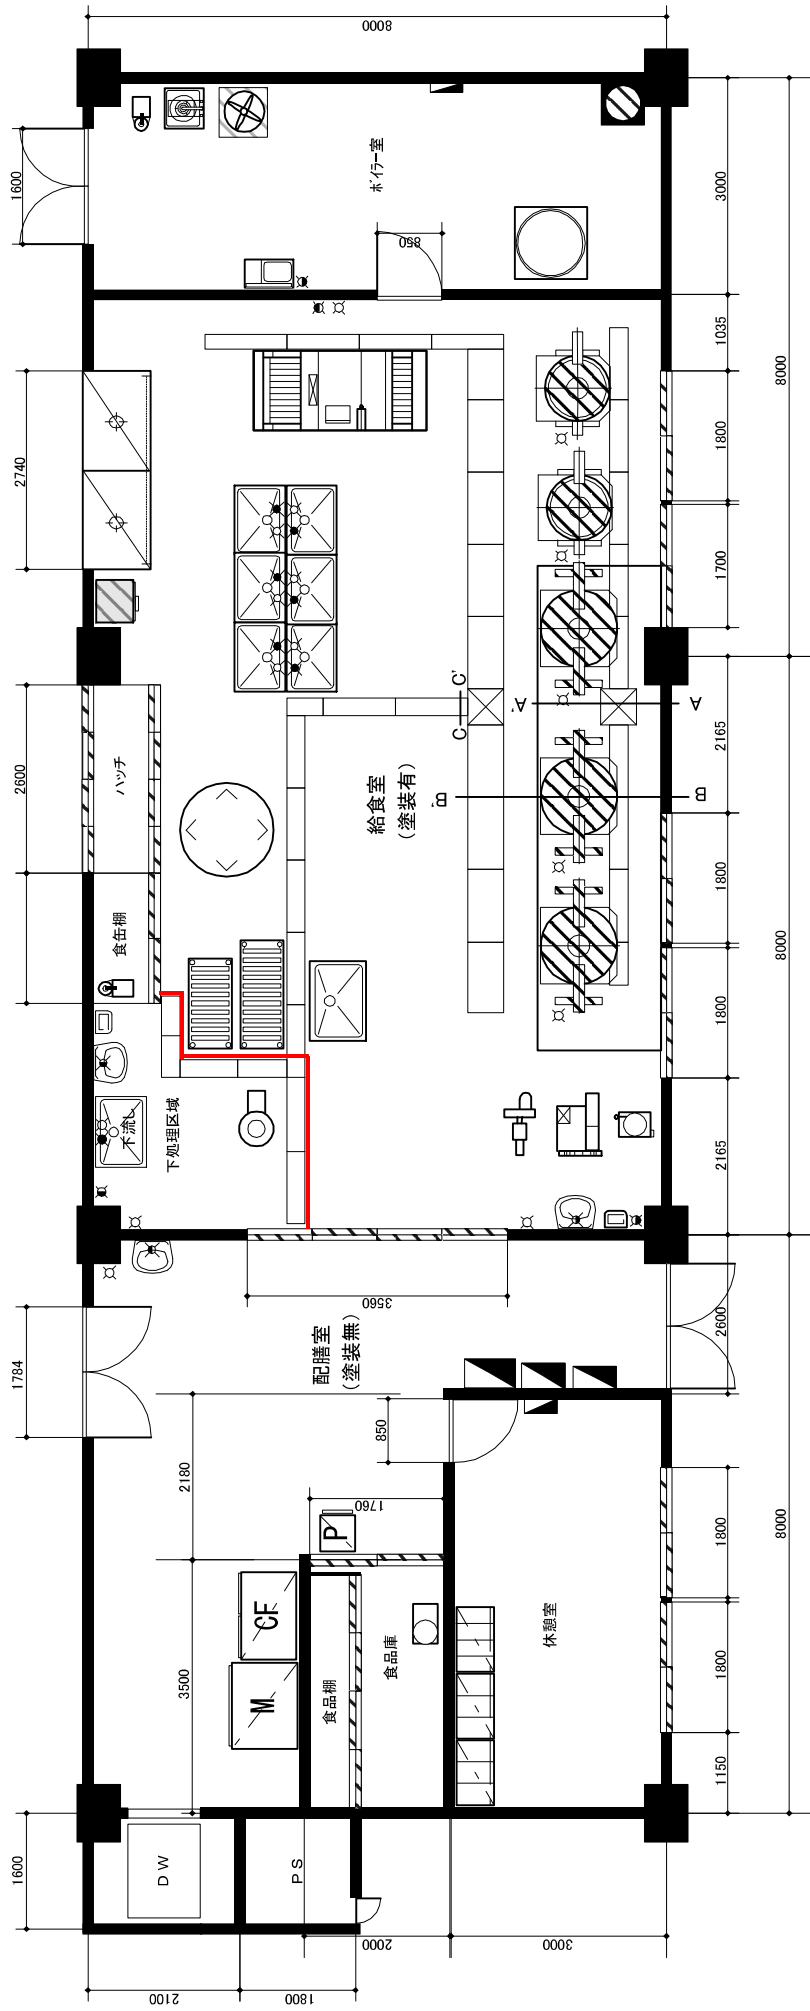 8000
1600
ﾎﾞｲﾗｰ室
3000
850
1035
8000
1800
2740
1700
C'
C
A'
A
2165
2600
ハッチ
給食室
(塗装有)
B'
B
1800
食缶棚
8000
1800
下流し
下処理区域
2165
3560
2600
1784
配膳室
(塗装無)
850
2180
1760
P
1800
8000
CF
3500
M
食品棚
食品庫
休憩室
1800
1150
1600
DW
PS
2000
3000
2100
1800